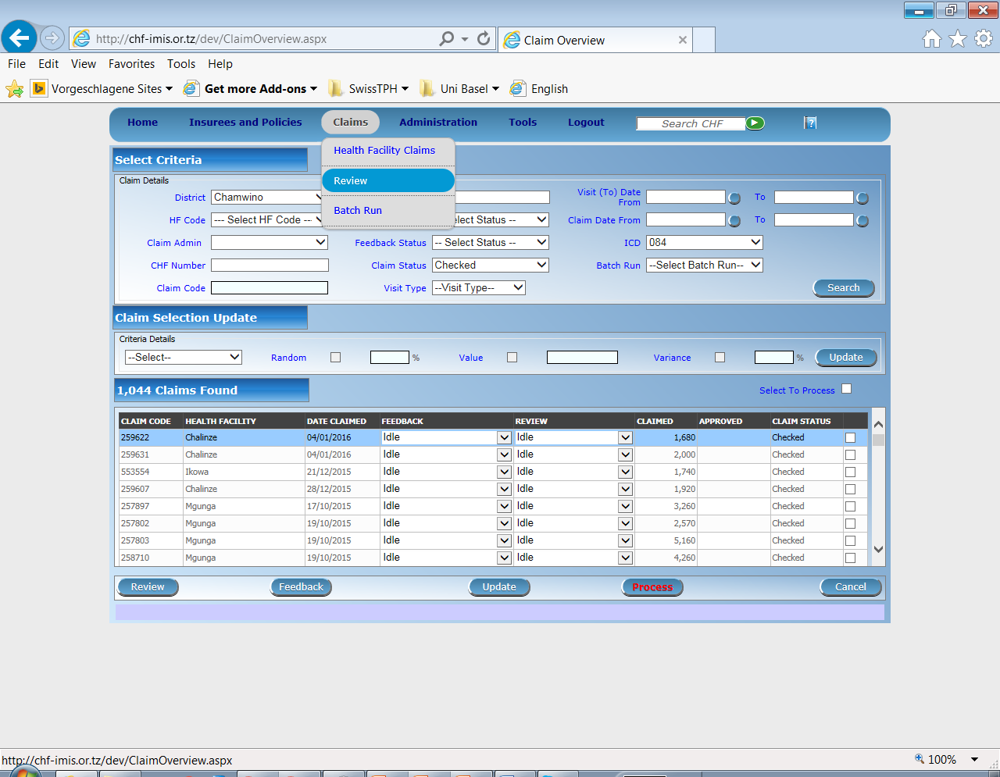 http://chf-imis.or.tz/dev/ClaimOverview.aspx
Claim Overview
File Edit View Favorites Tools Help
Vorgeschlagene Sites Get more Add-ons SwissTPH Uni Basel English
Home Insurees and Policies Claims Administration Tools Logout Search CHF ?
Health Facility Claims
Review
Batch Run
Select Criteria
Claim Details
District Chamwino Visit (To) Date From To
HF Code --- Select HF Code --- lect Status -- Claim Date From To
Claim Admin Feedback Status -- Select Status -- ICD 084
CHF Number Claim Status Checked Batch Run --Select Batch Run--
Claim Code Visit Type --Visit Type-- Search
Claim Selection Update
Criteria Details
--Select-- Random % Value Variance % Update
1,044 Claims Found Select To Process
CLAIM CODE HEALTH FACILITY DATE CLAIMED FEEDBACK REVIEW CLAIMED APPROVED CLAIM STATUS
259622 Chalinze 04/01/2016 Idle Idle 1,680 Checked
259631 Chalinze 04/01/2016 Idle Idle 2,000 Checked
553554 Ikowa 21/12/2015 Idle Idle 1,740 Checked
259607 Chalinze 28/12/2015 Idle Idle 1,920 Checked
257897 Mgunga 17/10/2015 Idle Idle 3,260 Checked
257802 Mgunga 19/10/2015 Idle Idle 2,570 Checked
257803 Mgunga 19/10/2015 Idle Idle 5,160 Checked
258710 Mgunga 19/10/2015 Idle Idle 4,260 Checked
Review Feedback Update Process Cancel
http://chf-imis.or.tz/dev/ClaimOverview.aspx 100%